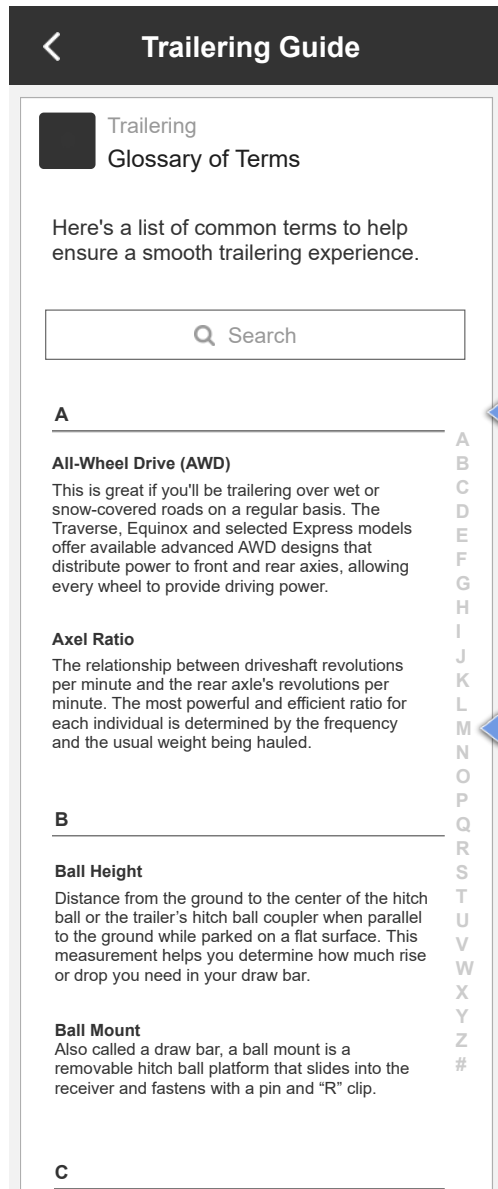 Trailering Guide
Trailering
Glossary of Terms
Here's a list of common terms to help
ensure a smooth trailering experience.
Search
A
All-Wheel Drive (AWD)
This is great if you'll be trailering over wet or
snow-covered roads on a regular basis. The
Traverse, Equinox and selected Express models
offer available advanced AWD designs that
distribute power to front and rear axies, allowing
every wheel to provide driving power.
Axel Ratio
The relationship between driveshaft revolutions
per minute and the rear axle's revolutions per
minute. The most powerful and efficient ratio for
each individual is determined by the frequency
and the usual weight being hauled.
B
Ball Height
Distance from the ground to the center of the hitch
ball or the trailer’s hitch ball coupler when parallel
to the ground while parked on a flat surface. This
measurement helps you determine how much rise
or drop you need in your draw bar.
Ball Mount
Also called a draw bar, a ball mount is a
removable hitch ball platform that slides into the
receiver and fastens with a pin and “R” clip.
C
A
B
C
D
E
F
G
H
I
J
K
L
M
N
O
P
Q
R
S
T
U
V
W
X
Y
Z
#